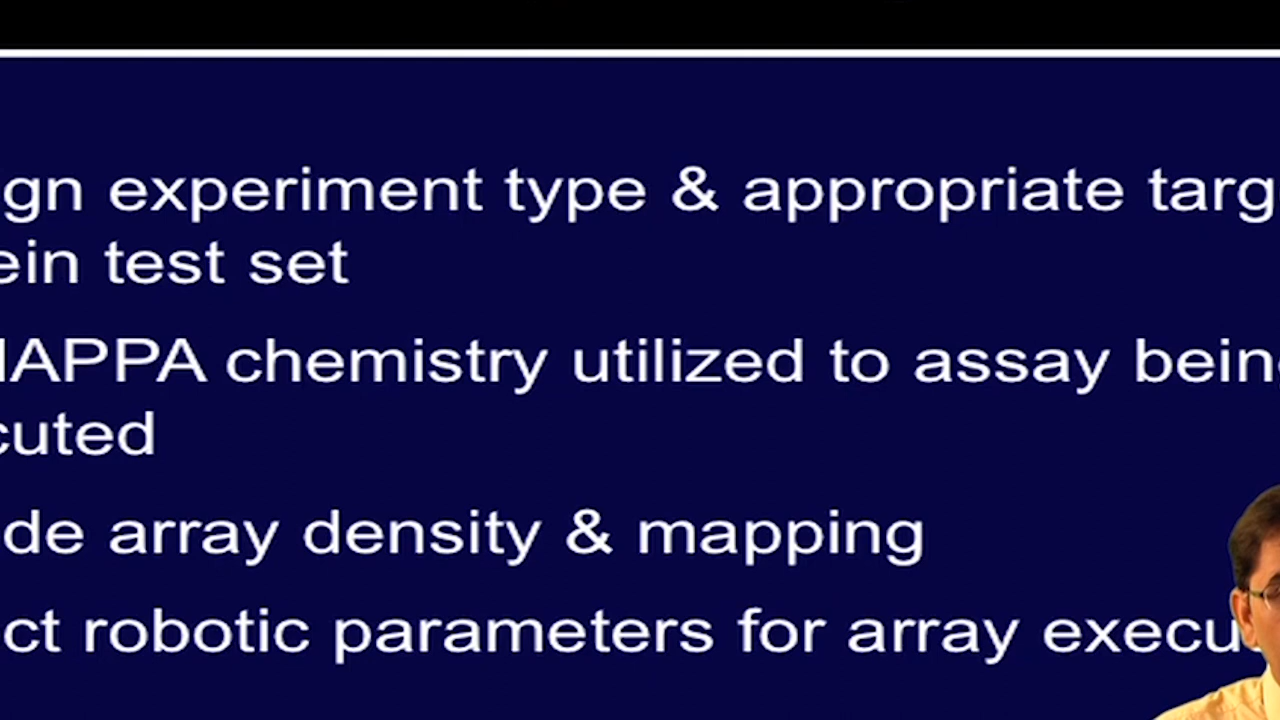 gn experiment type & appropriate targ
ein test set
APPA chemistry utilized to assay bein
cuted
de array density & mapping
ct robotic parameters for array execu